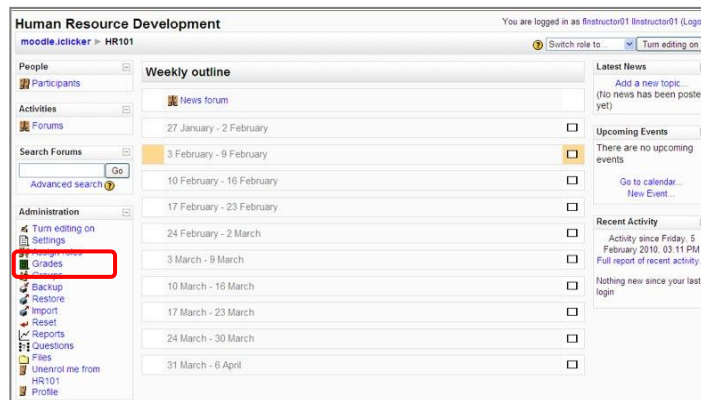 Human Resource Development
You are logged in as fInstructor01 lInstructor01 (Logo
moodle.iclicker ► HR101
Switch role to...
Turn editing on
People
Participants
Activities
Forums
Search Forums
Go
Advanced search
Administration
Turn editing on
Settings
Assign roles
Grades
Groups
Backup
Restore
Import
Reset
Reports
Questions
Files
Unenrol me from
HR101
Profile
Weekly outline
News forum
27 January - 2 February
3 February - 9 February
10 February - 16 February
17 February - 23 February
24 February - 2 March
3 March - 9 March
10 March - 16 March
17 March - 23 March
24 March - 30 March
31 March - 6 April
Latest News
Add a new topic...
(No news has been poste
yet)
Upcoming Events
There are no upcoming
events
Go to calendar...
New Event...
Recent Activity
Activity since Friday, 5
February 2010, 03:11 PM
Full report of recent activity.
Nothing new since your last
login